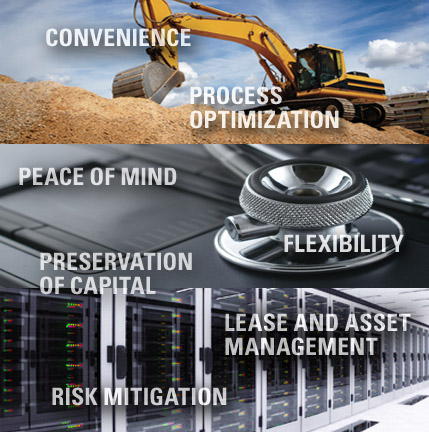 CONVENIENCE
PROCESS
OPTIMIZATION
PEACE OF MIND
FLEXIBILITY
PRESERVATION
OF CAPITAL
LEASE AND ASSET
MANAGEMENT
RISK MITIGATION